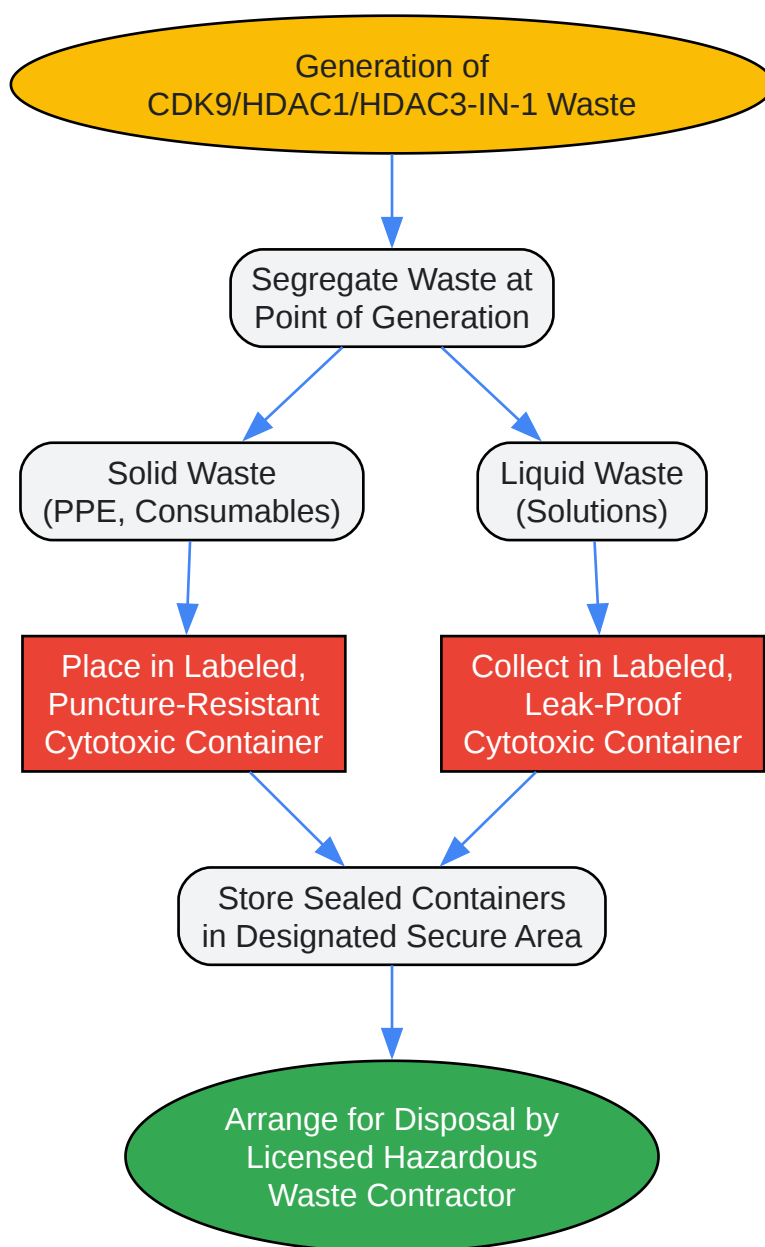 Generation of
CDK9/HDAC1/HDAC3-IN-1 Waste
Segregate Waste at
Point of Generation
Solid Waste
(PPE, Consumables)
Liquid Waste
(Solutions)
Place in Labeled,
Puncture-Resistant
Cytotoxic Container
Collect in Labeled,
Leak-Proof
Cytotoxic Container
Store Sealed Containers
in Designated Secure Area
Arrange for Disposal by
Licensed Hazardous
Waste Contractor